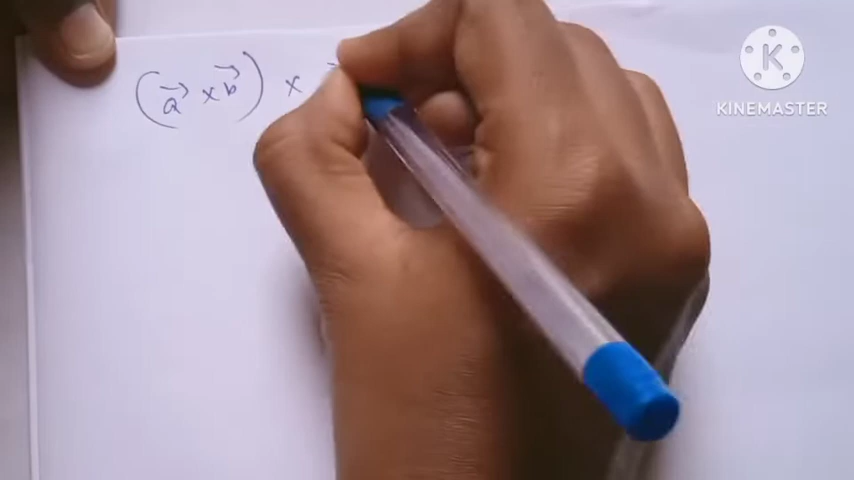 (a⃗ × b⃗) ×
K
KINEMASTER